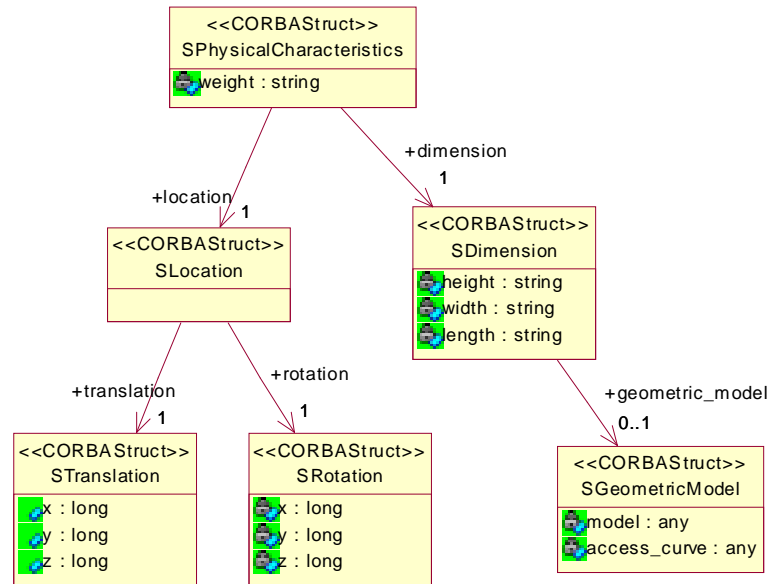 <<CORBAStruct>>
SPhysicalCharacteristics
weight : string
+dimension
1
+location
1
<<CORBAStruct>>
SLocation
<<CORBAStruct>>
SDimension
height : string
width : string
length : string
+translation
1
+rotation
1
+geometric_model
0..1
<<CORBAStruct>>
STranslation
x : long
y : long
z : long
<<CORBAStruct>>
SRotation
x : long
y : long
z : long
<<CORBAStruct>>
SGeometricModel
model : any
access_curve : any